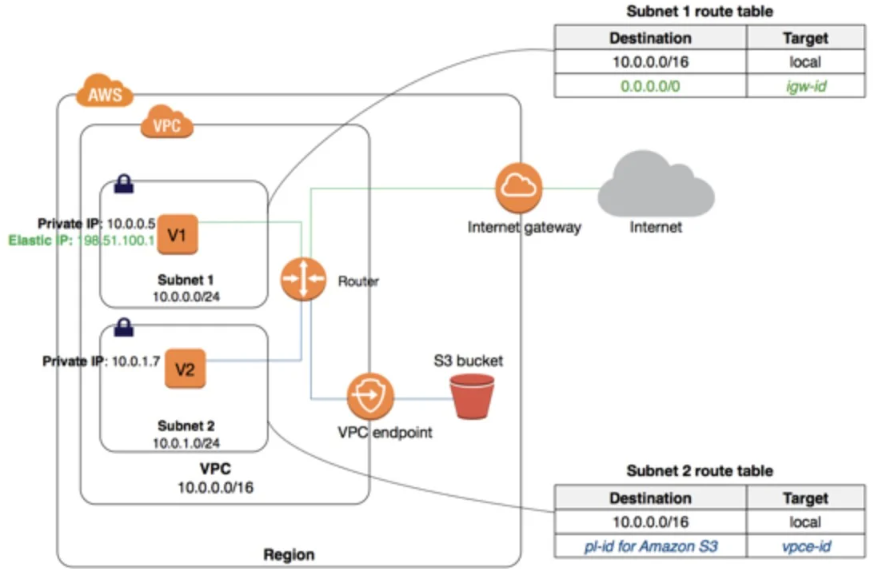 Subnet 1 route table
Destination Target
10.0.0.0/16 local
0.0.0.0/0 igw-id
AWS
VPC
Private IP: 10.0.0.5
Elastic IP: 198.51.100.1
V1
Subnet 1
10.0.0.0/24
Internet gateway
Internet
Router
Private IP: 10.0.1.7
V2
Subnet 2
10.0.1.0/24
S3 bucket
VPC endpoint
VPC
10.0.0.0/16
Region
Subnet 2 route table
Destination Target
10.0.0.0/16 local
pl-id for Amazon S3 vpce-id